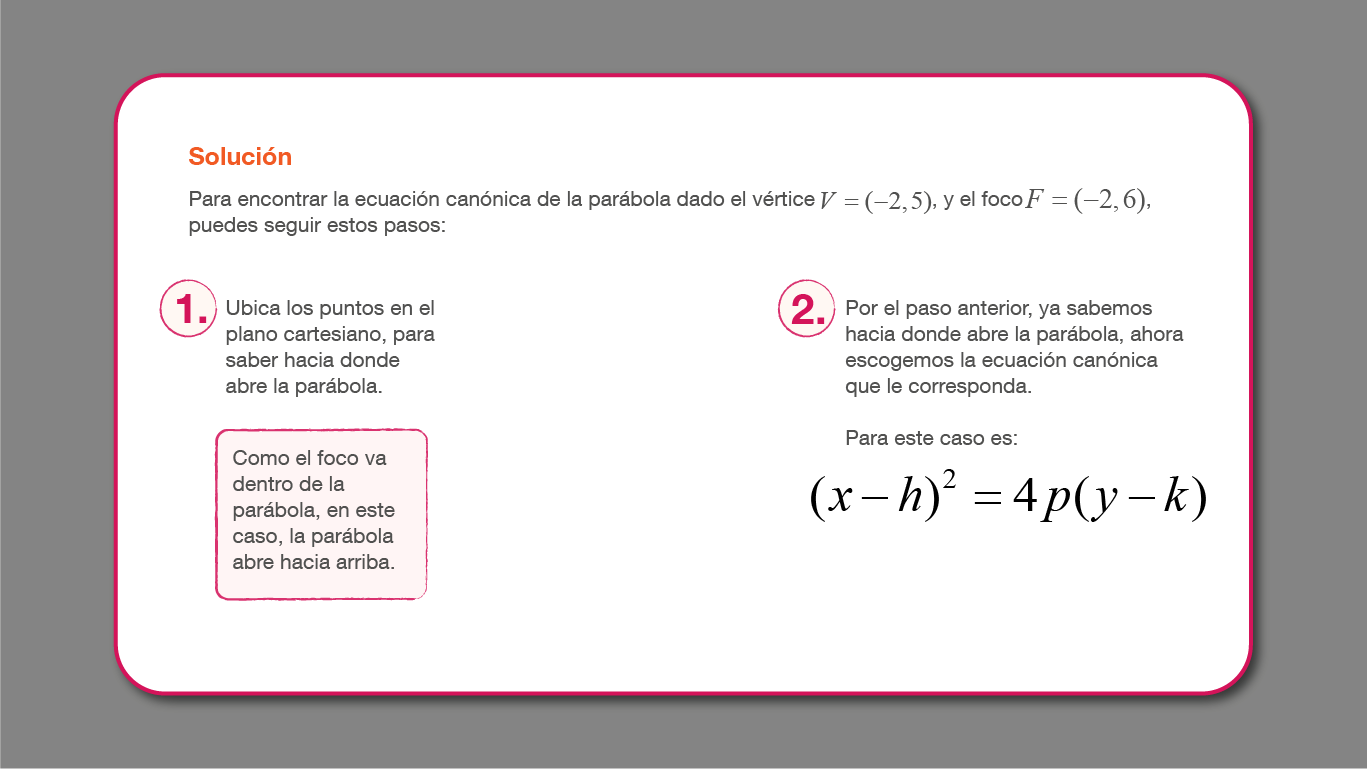 Solución
Para encontrar la ecuación canónica de la parábola dado el vértice V = (−2, 5), y el foco F = (−2, 6),
puedes seguir estos pasos:
1.
Ubica los puntos en el
plano cartesiano, para
saber hacia donde
abre la parábola.
Como el foco va
dentro de la
parábola, en este
caso, la parábola
abre hacia arriba.
2.
Por el paso anterior, ya sabemos
hacia donde abre la parábola, ahora
escogemos la ecuación canónica
que le corresponda.
Para este caso es:
(x − h)² = 4p(y − k)